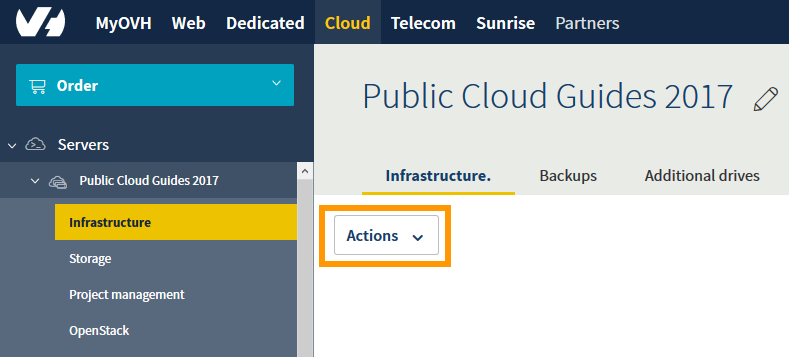 MyOVH Web Dedicated Cloud Telecom Sunrise Partners
Order
Servers
Public Cloud Guides 2017
Infrastructure
Storage
Project management
OpenStack
Public Cloud Guides 2017
Infrastructure. Backups Additional drives
Actions